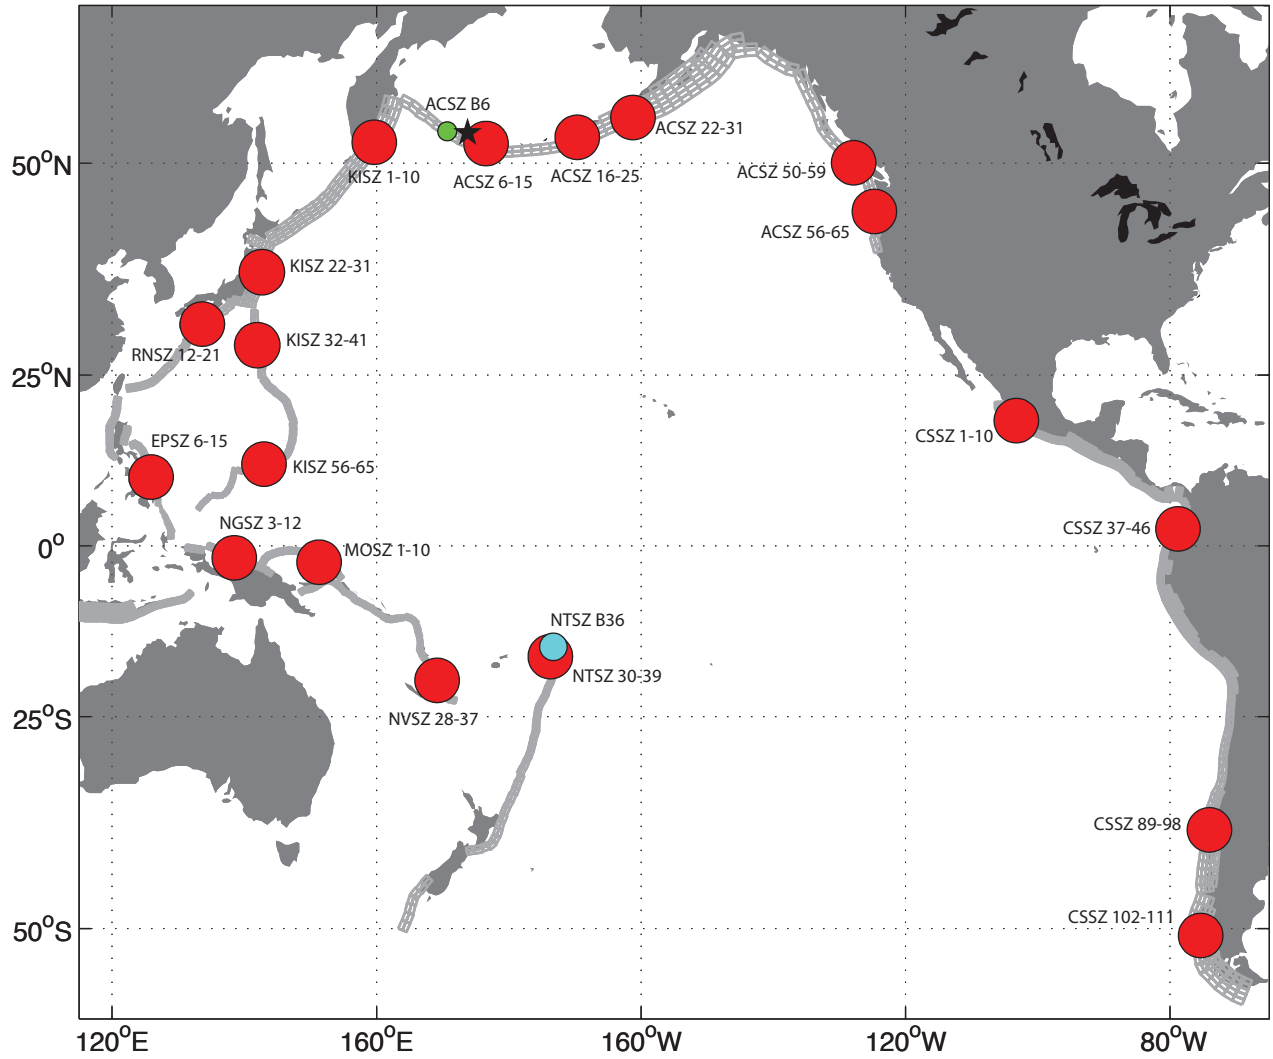 ACSZ B6
ACSZ 22-31
50°N
KISZ 1-10
ACSZ 6-15
ACSZ 16-25
ACSZ 50-59
ACSZ 56-65
KISZ 22-31
KISZ 32-41
RNSZ 12-21
25°N
CSSZ 1-10
EPSZ 6-15
KISZ 56-65
NGSZ 3-12
MOSZ 1-10
CSSZ 37-46
0°
NTSZ B36
NTSZ 30-39
NVSZ 28-37
25°S
CSSZ 89-98
CSSZ 102-111
50°S
120°E
160°E
160°W
120°W
80°W